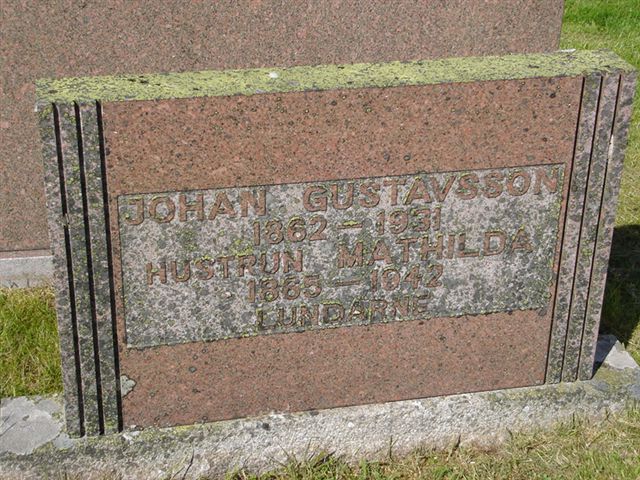 JOHAN GUSTAVSSON
1862 – 1931
HUSTRUN MATHILDA
1865 – 1942
LUNDARNE